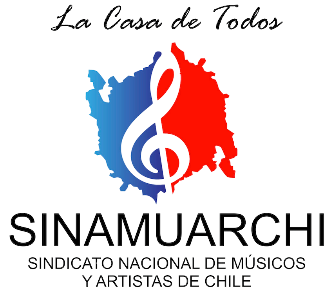 La Casa de Todos
SINAMUARCHI
SINDICATO NACIONAL DE MÚSICOS
Y ARTISTAS DE CHILE